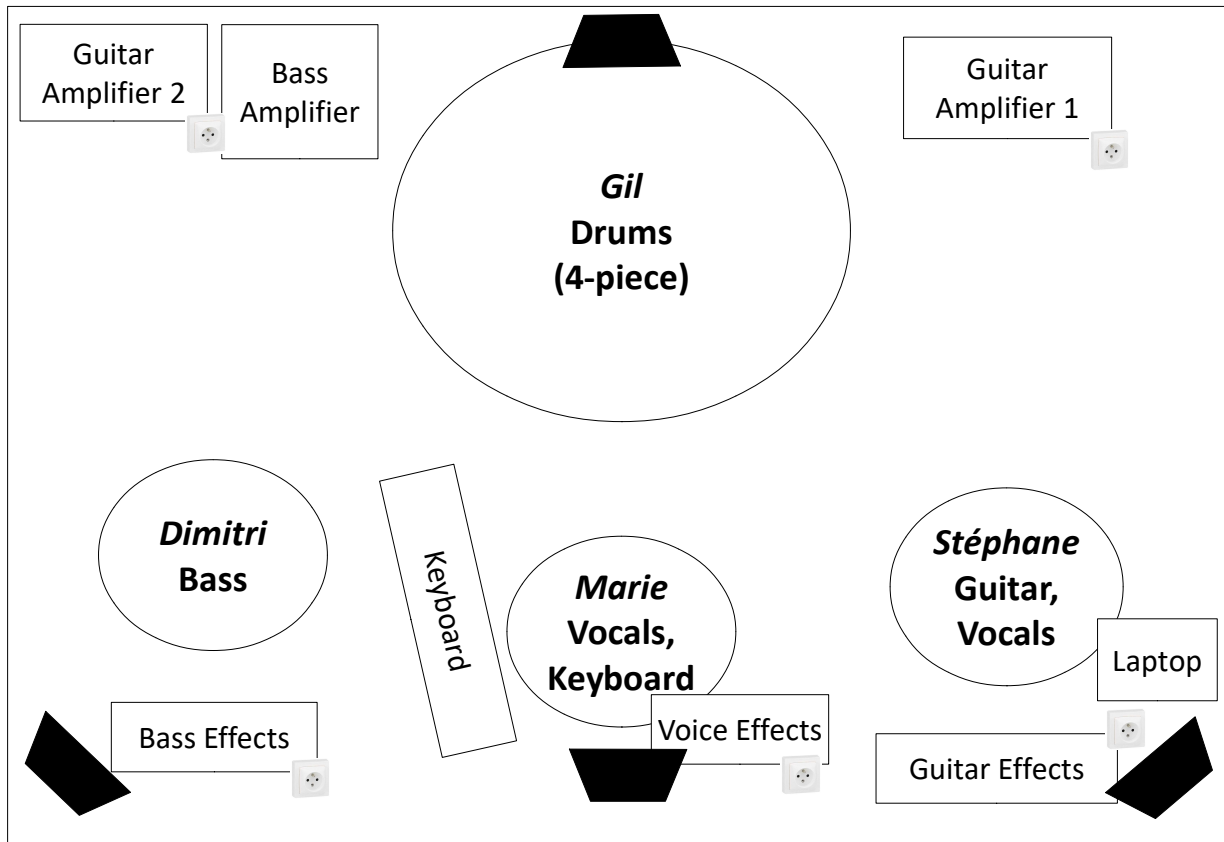 Guitar
Amplifier 2
Bass
Amplifier
Guitar
Amplifier 1
Gil
Drums
(4-piece)
Dimitri
Bass
Keyboard
Marie
Vocals,
Keyboard
Stéphane
Guitar,
Vocals
Laptop
Bass Effects
Voice Effects
Guitar Effects